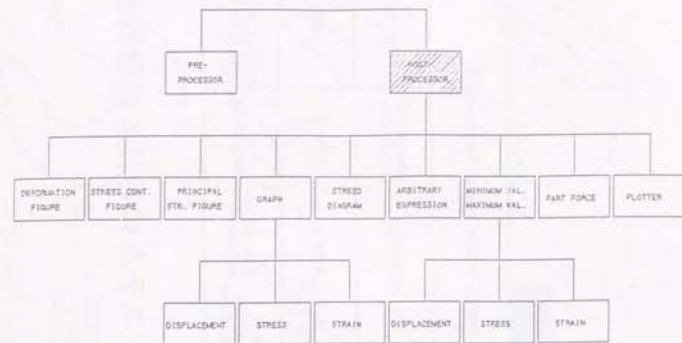 PRE-
PROCESSOR
POST-
PROCESSOR
DEFORMATION
FIGURE
STRESS CONT.
FIGURE
PRINCIPAL
STR. FIGURE
GRAPH
STRESS
DIAGRAM
ARBITRARY
EXPRESSION
MINIMUM VAL.
MAXIMUM VAL.
PART FORCE
PLOTTER
DISPLACEMENT
STRESS
STRAIN
DISPLACEMENT
STRESS
STRAIN